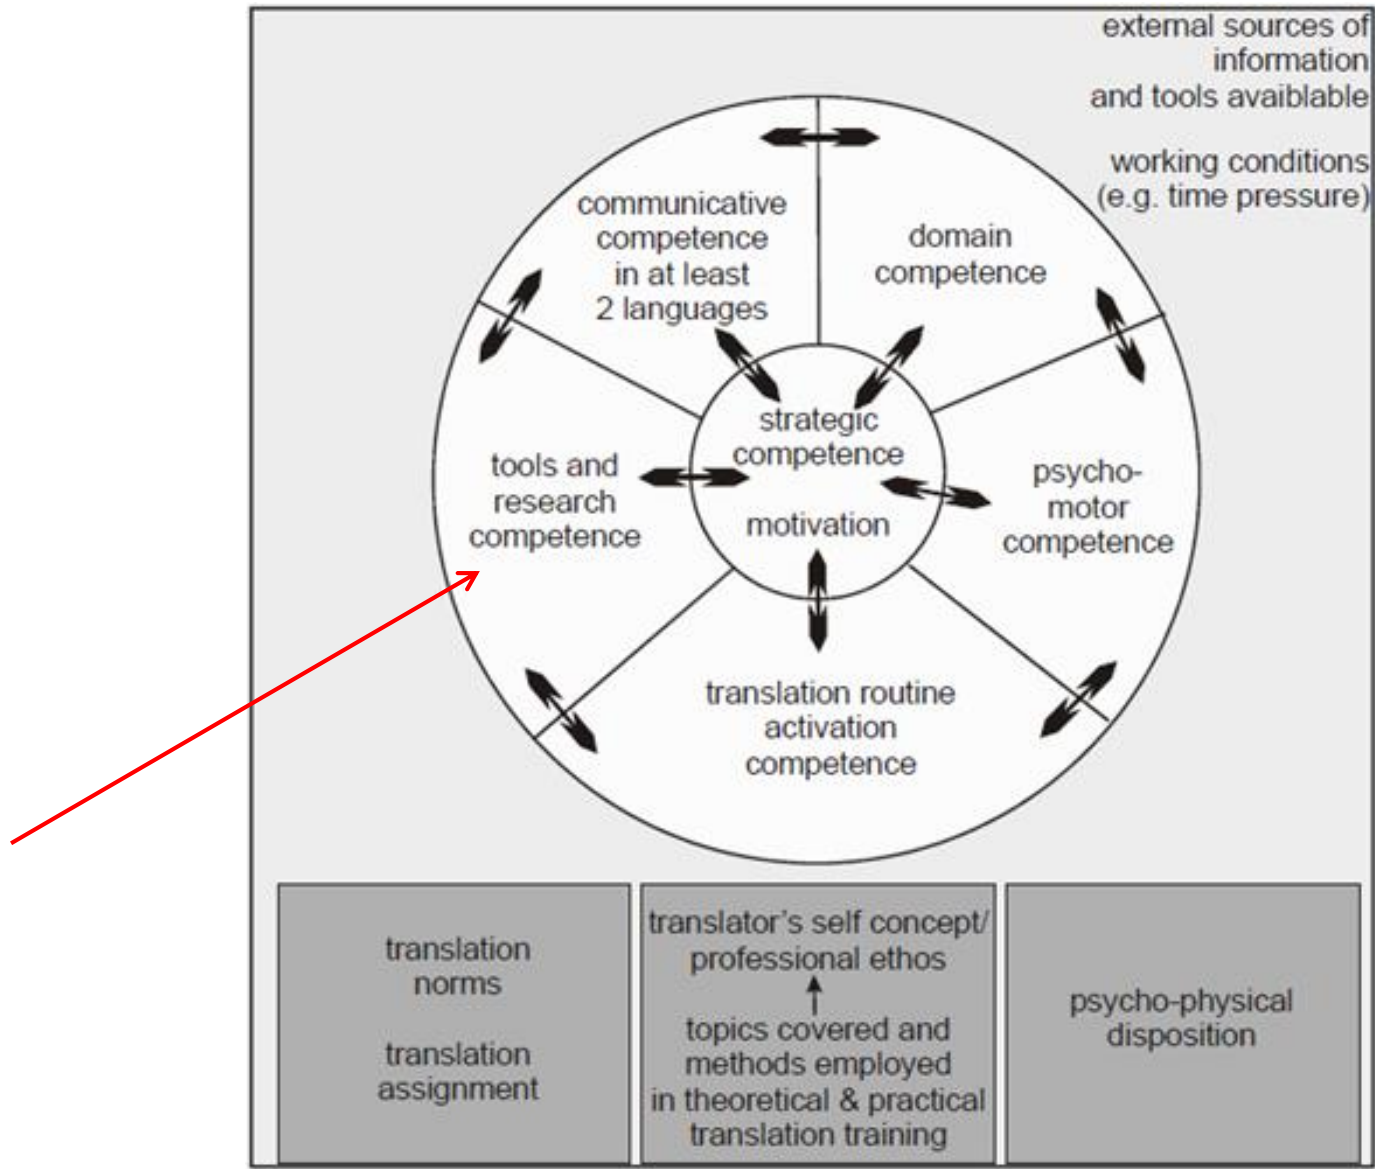 external sources of
information
and tools avaiblable
working conditions
(e.g. time pressure)
communicative
competence
in at least
2 languages
domain
competence
strategic
competence
motivation
tools and
research
competence
psycho-
motor
competence
translation routine
activation
competence
translation
norms
translation
assignment
translator's self concept/
professional ethos
topics covered and
methods employed
in theoretical & practical
translation training
psycho-physical
disposition